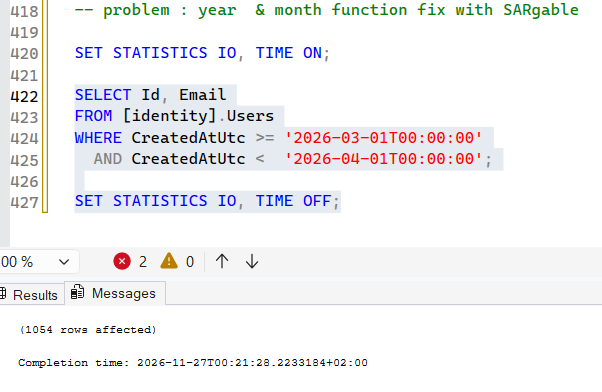 418 -- problem : year  & month function fix with SARgable
419
420 SET STATISTICS IO, TIME ON;
421
422 SELECT Id, Email
423 FROM [identity].Users
424 WHERE CreatedAtUtc >= '2026-03-01T00:00:00'
425   AND CreatedAtUtc <  '2026-04-01T00:00:00';
426
427 SET STATISTICS IO, TIME OFF;
00 % 2 0
Results Messages
(1054 rows affected)
Completion time: 2026-11-27T00:21:28.2233184+02:00